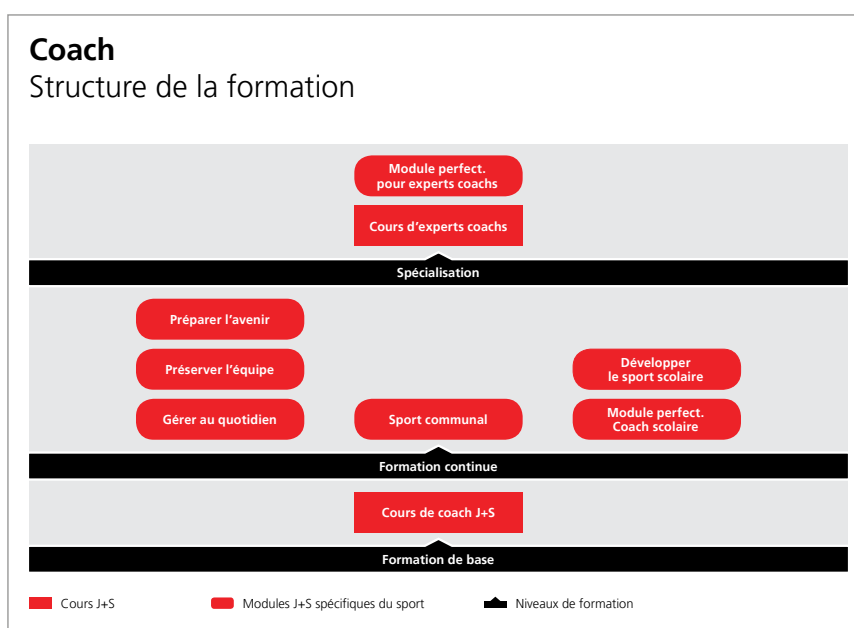 Coach
Structure de la formation
Module perfect.
pour experts coachs
Cours d'experts coachs
Spécialisation
Préparer l'avenir
Préserver l'équipe
Développer
le sport scolaire
Gérer au quotidien
Sport communal
Module perfect.
Coach scolaire
Formation continue
Cours de coach J+S
Formation de base
Cours J+S
Modules J+S spécifiques du sport
Niveaux de formation